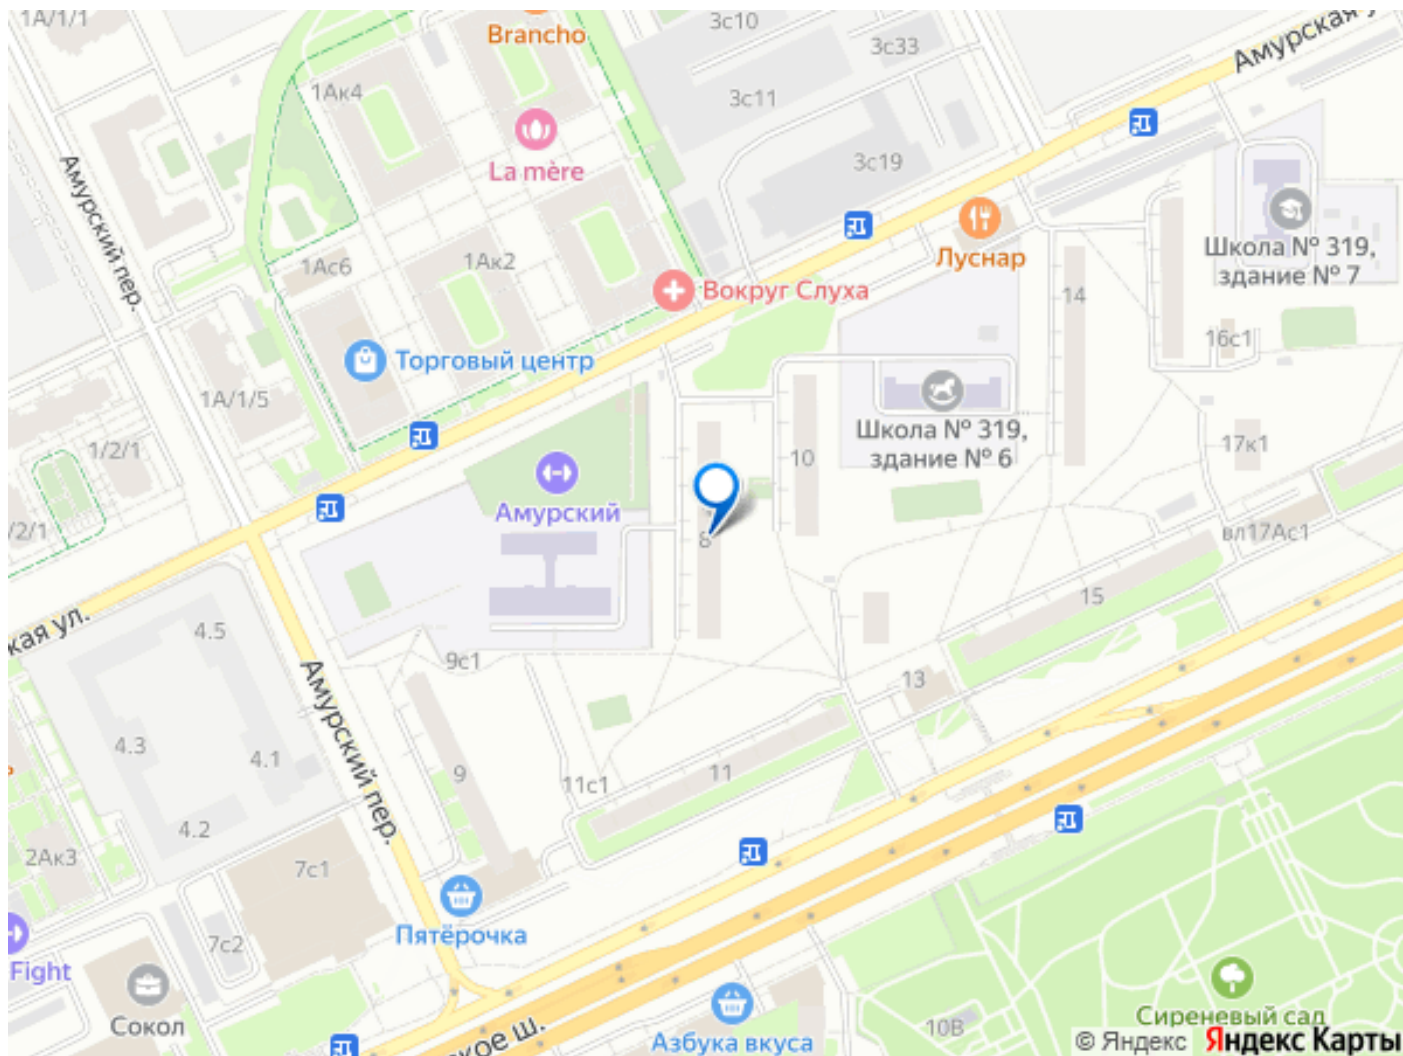 1А/1/1
Brancho
3с10
3с33
Амурская у
1Ак4
3с11
La mère
3с19
Амурский пер.
Луснар
Школа № 319,
здание № 7
1Ас6
1Ак2
Вокруг Слуха
14
16с1
Торговый центр
1А/1/5
Школа № 319,
здание № 6
10
17к1
1/2/1
Амурский
/2/1
8
вл17Ас1
15
кая ул.
4.5
9с1
13
Амурский пер.
4.3
4.1
9
11с1
11
4.2
2Ак3
7с1
Пятёрочка
7с2
Fight
Сокол
Азбука вкуса
кое ш.
10В
Сиреневый сад
© Яндекс Яндекс Карты